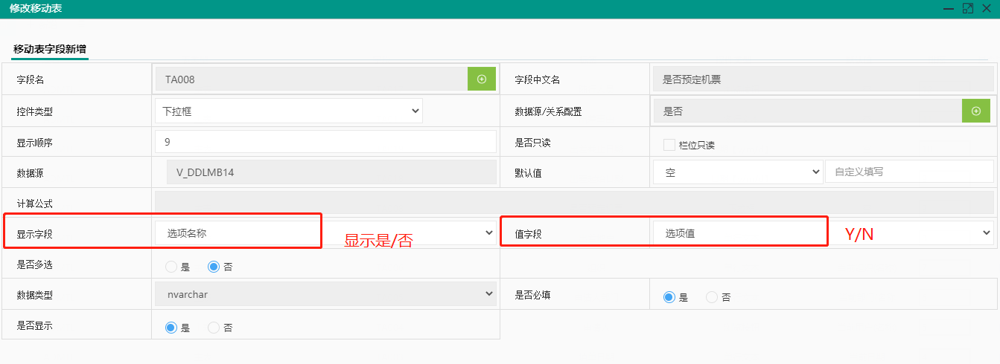 修改移动表
移动表字段新增
字段名 TA008 字段中文名 是否预定机票
控件类型 下拉框 数据源/关系配置 是否
显示顺序 9 是否只读 栏位只读
数据源 V_DDLMB14 默认值 空 自定义填写
计算公式
显示字段 选项名称 显示是/否 值字段 选项值 Y/N
是否多选 是 否
数据类型 nvarchar 是否必填 是 否
是否显示 是 否